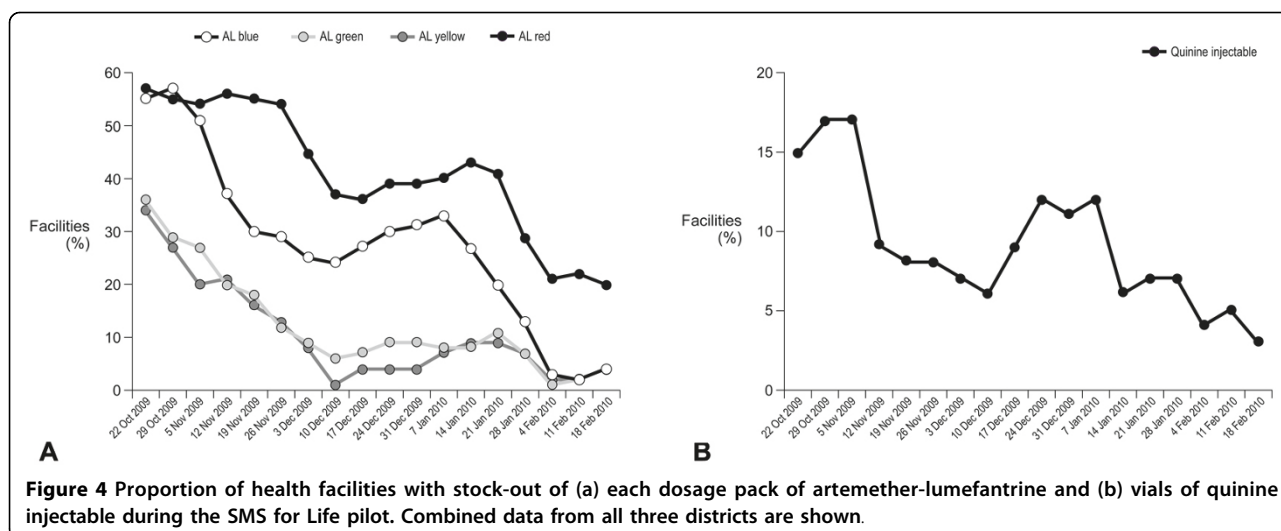 AL blue AL green AL yellow AL red
60
50
40
30
20
10
0
Facilities
(%)
22 Oct 2009
29 Oct 2009
5 Nov 2009
12 Nov 2009
19 Nov 2009
26 Nov 2009
3 Dec 2009
10 Dec 2009
17 Dec 2009
24 Dec 2009
31 Dec 2009
7 Jan 2010
14 Jan 2010
21 Jan 2010
28 Jan 2010
4 Feb 2010
11 Feb 2010
18 Feb 2010
A
Quinine injectable
20
15
10
5
0
Facilities
(%)
22 Oct 2009
29 Oct 2009
5 Nov 2009
12 Nov 2009
19 Nov 2009
26 Nov 2009
3 Dec 2009
10 Dec 2009
17 Dec 2009
24 Dec 2009
31 Dec 2009
7 Jan 2010
14 Jan 2010
21 Jan 2010
28 Jan 2010
4 Feb 2010
11 Feb 2010
18 Feb 2010
B
Figure 4 Proportion of health facilities with stock-out of (a) each dosage pack of artemether-lumefantrine and (b) vials of quinine
injectable during the SMS for Life pilot. Combined data from all three districts are shown.